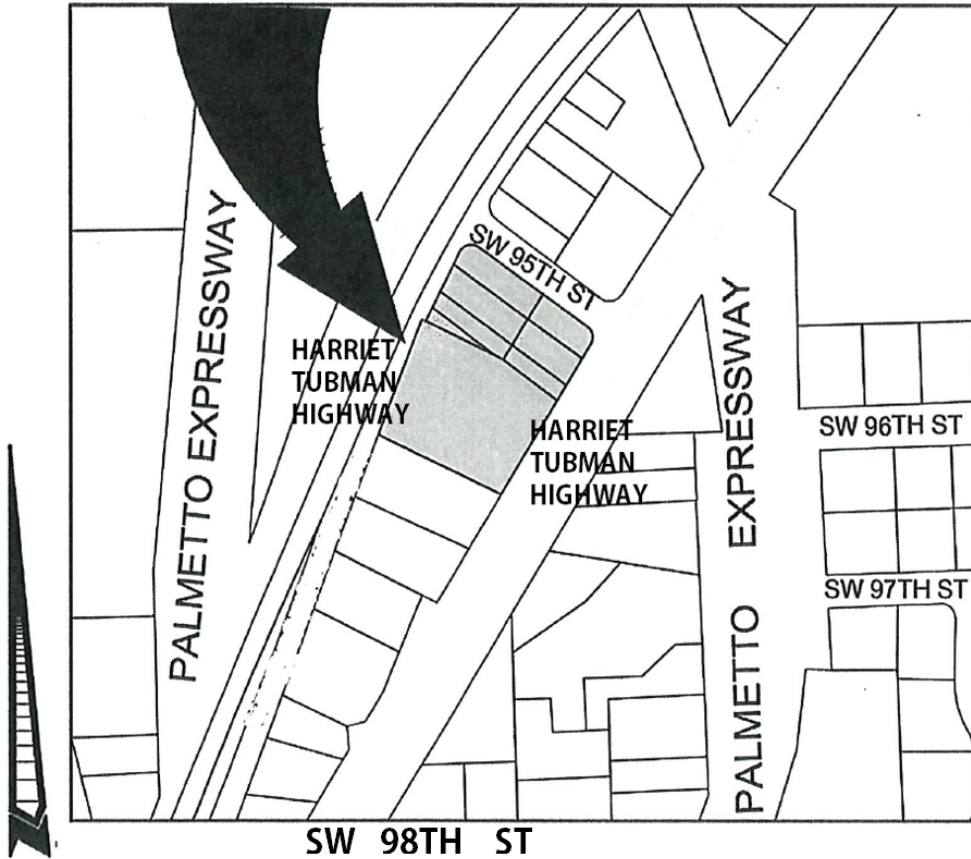 PALMETTO EXPRESSWAY
SW 95TH ST
HARRIET
TUBMAN
HIGHWAY
HARRIET
TUBMAN
HIGHWAY
PALMETTO EXPRESSWAY
SW 96TH ST
SW 97TH ST
SW 98TH ST